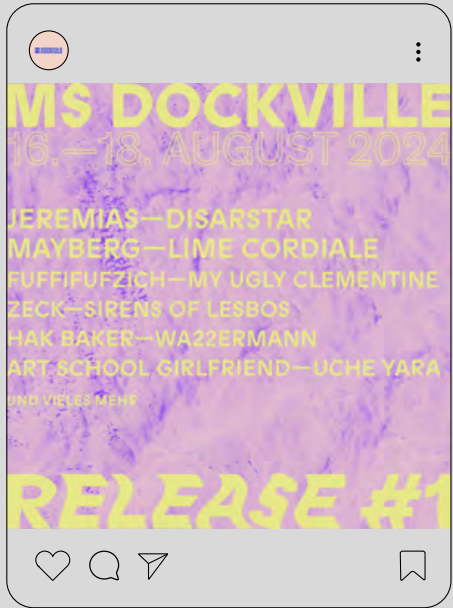 MS DOCKVILLE
16.—18. AUGUST 2024
JEREMIAS—DISARSTAR
MAYBERG—LIME CORDIALE
FUFFIFUFZICH—MY UGLY CLEMENTINE
ZECK—SIRENS OF LESBOS
HAK BAKER—WA22ERMANN
ART SCHOOL GIRLFRIEND—UCHE YARA
UND VIELES MEHR
RELEASE #1